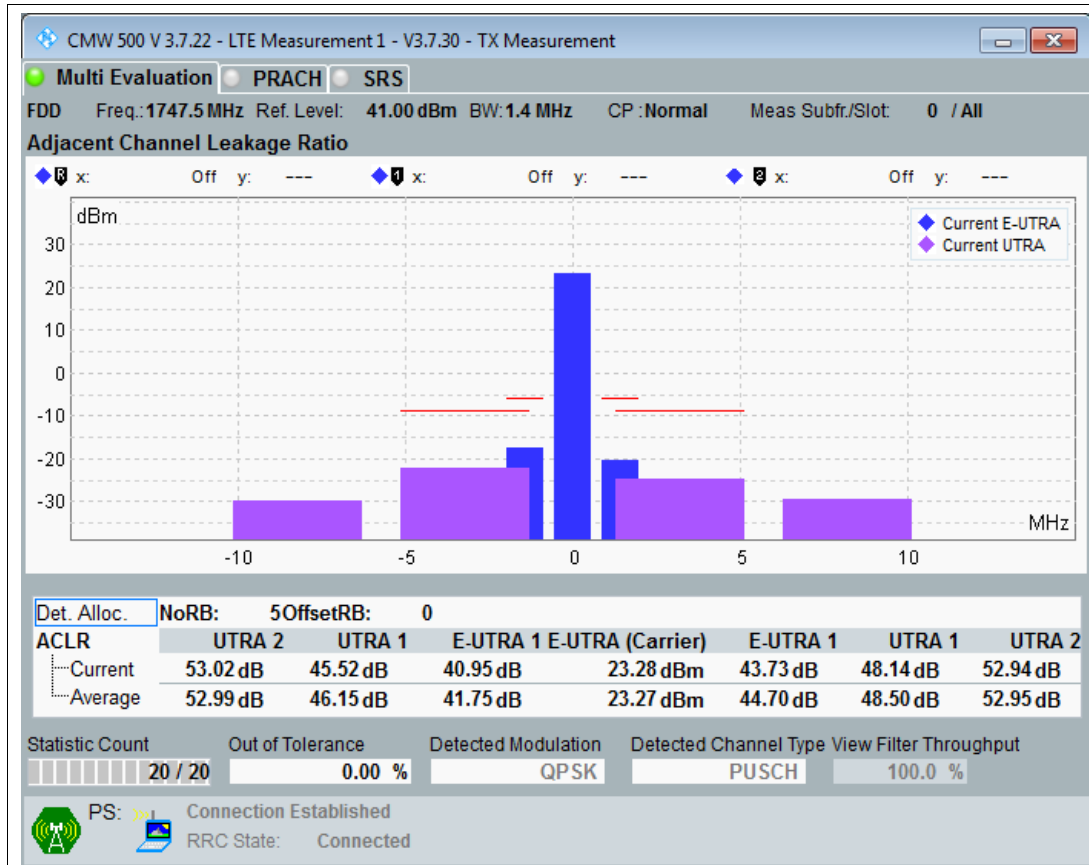 CMW 500 V 3.7.22 - LTE Measurement 1 - V3.7.30 - TX Measurement
Multi Evaluation PRACH SRS
FDD Freq.: 1747.5 MHz Ref. Level: 41.00 dBm BW: 1.4 MHz CP : Normal Meas Subfr./Slot: 0 / All
Adjacent Channel Leakage Ratio
R x: Off y: --- 1 x: Off y: --- 2 x: Off y: ---
dBm
Current E-UTRA
Current UTRA
30
20
10
0
-10
-20
-30
MHz
-10 -5 0 5 10
Det. Alloc. NoRB: 5 OffsetRB: 0
ACLR UTRA 2 UTRA 1 E-UTRA 1 E-UTRA (Carrier) E-UTRA 1 UTRA 1 UTRA 2
Current 53.02 dB 45.52 dB 40.95 dB 23.28 dBm 43.73 dB 48.14 dB 52.94 dB
Average 52.99 dB 46.15 dB 41.75 dB 23.27 dBm 44.70 dB 48.50 dB 52.95 dB
Statistic Count Out of Tolerance Detected Modulation Detected Channel Type View Filter Throughput
20 / 20 0.00 % QPSK PUSCH 100.0 %
PS: Connection Established
RRC State: Connected